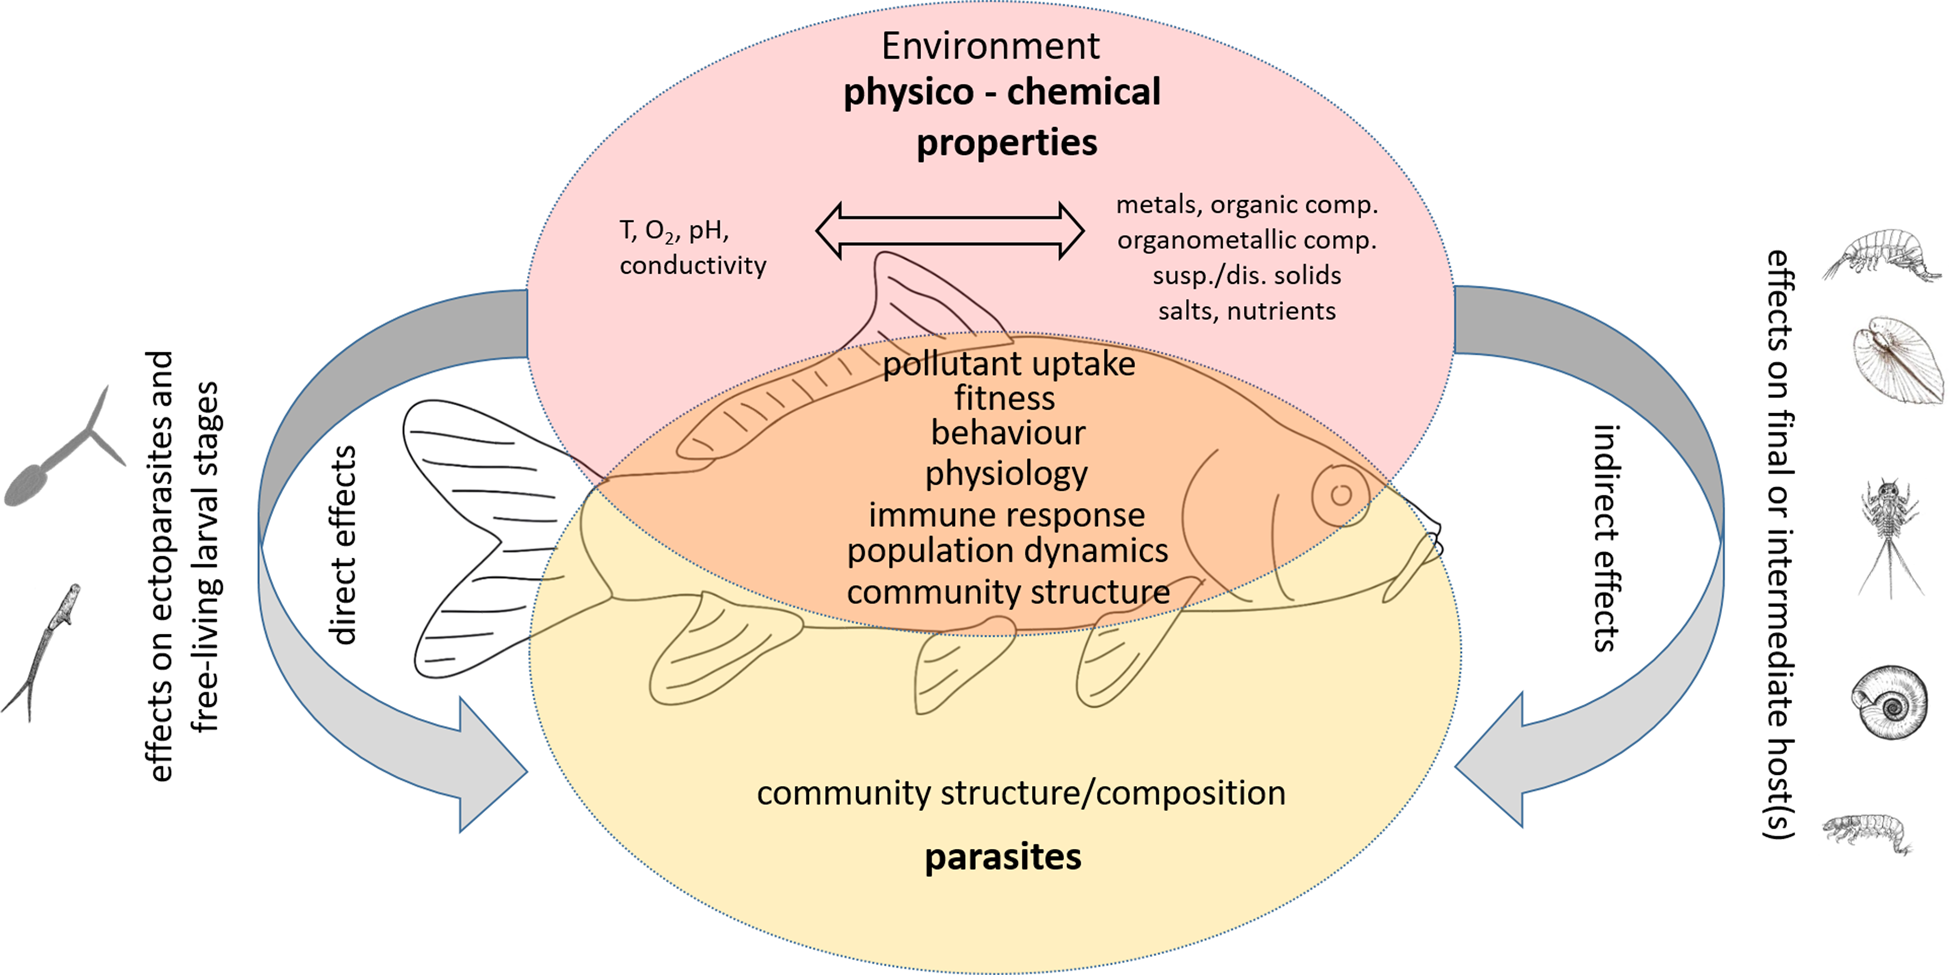 Environment
physico - chemical
properties
T, O₂, pH,
conductivity
metals, organic comp.
organometallic comp.
susp./dis. solids
salts, nutrients
pollutant uptake
fitness
behaviour
physiology
immune response
population dynamics
community structure
community structure/composition
parasites
effects on ectoparasites and
free-living larval stages
direct effects
indirect effects
effects on final or intermediate host(s)